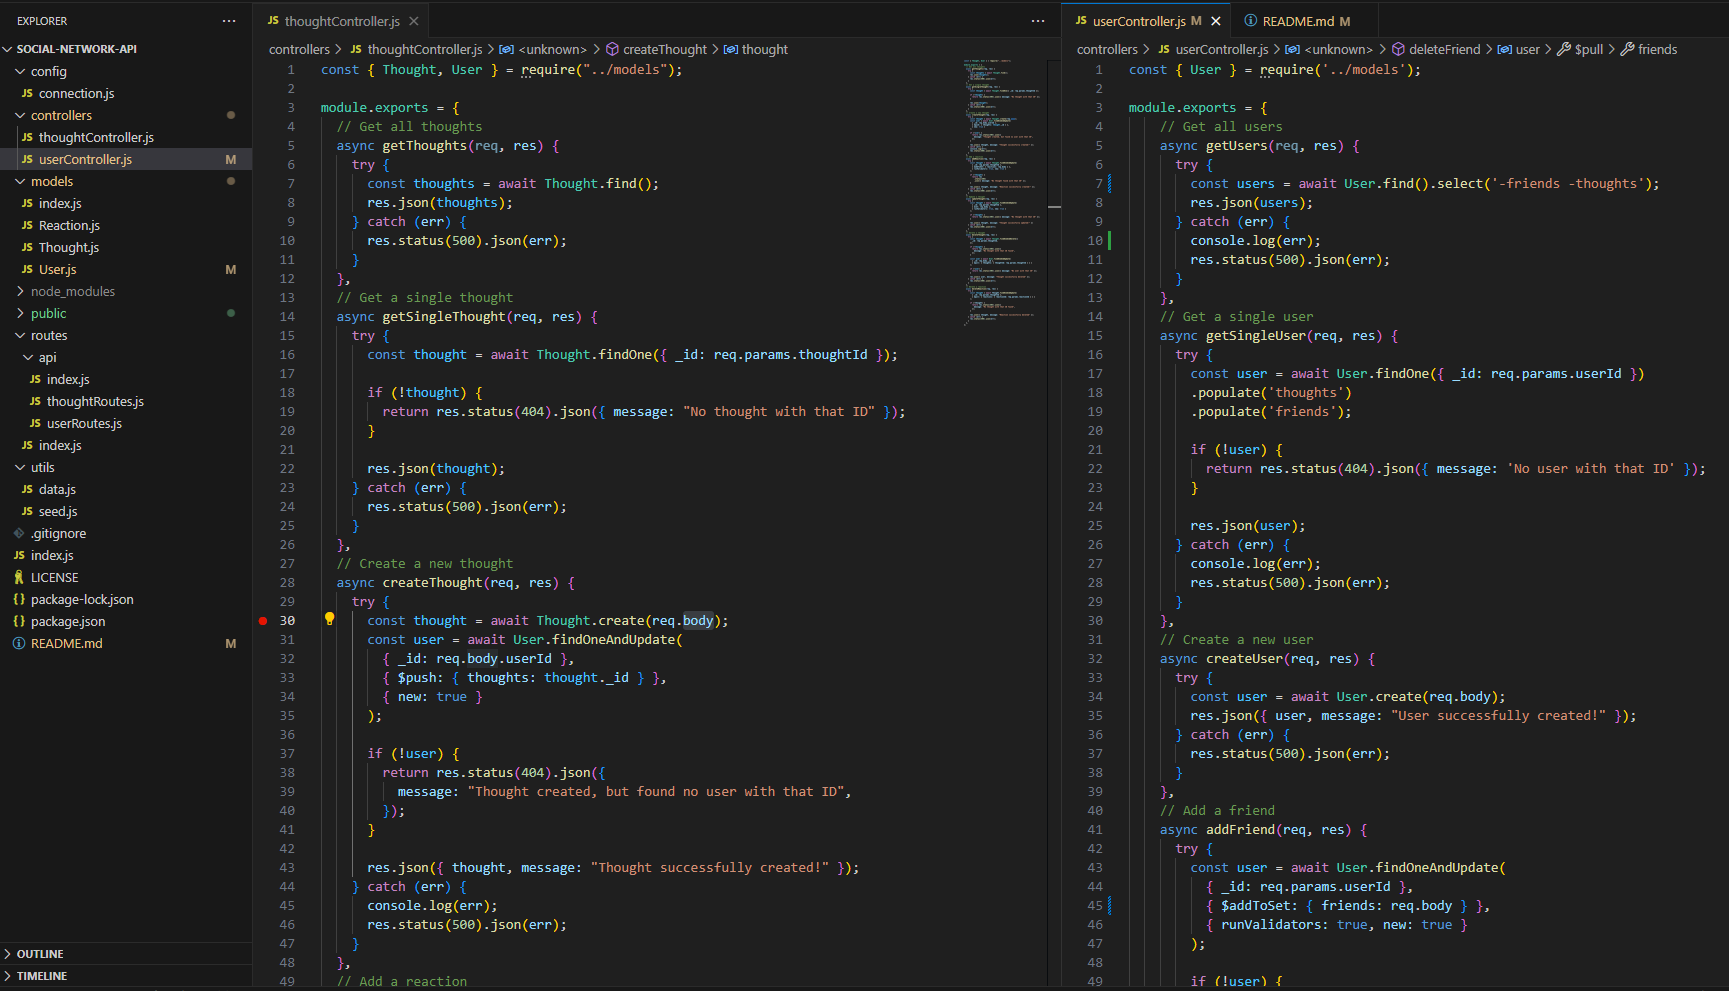 EXPLORER
SOCIAL-NETWORK-API
config
JS connection.js
controllers
JS thoughtController.js
JS userController.js M
models
JS index.js
JS Reaction.js
JS Thought.js
JS User.js M
node_modules
public
routes
api
JS index.js
JS thoughtRoutes.js
JS userRoutes.js
JS index.js
utils
JS data.js
JS seed.js
.gitignore
JS index.js
LICENSE
{} package-lock.json
{} package.json
README.md M
OUTLINE
TIMELINE
JS thoughtController.js
controllers > JS thoughtController.js > <unknown> > createThought > thought
1 const { Thought, User } = require("../models");
2
3 module.exports = {
4 // Get all thoughts
5 async getThoughts(req, res) {
6 try {
7 const thoughts = await Thought.find();
8 res.json(thoughts);
9 } catch (err) {
10 res.status(500).json(err);
11 }
12 },
13 // Get a single thought
14 async getSingleThought(req, res) {
15 try {
16 const thought = await Thought.findOne({ _id: req.params.thoughtId });
17
18 if (!thought) {
19 return res.status(404).json({ message: "No thought with that ID" });
20 }
21
22 res.json(thought);
23 } catch (err) {
24 res.status(500).json(err);
25 }
26 },
27 // Create a new thought
28 async createThought(req, res) {
29 try {
30 const thought = await Thought.create(req.body);
31 const user = await User.findOneAndUpdate(
32 { _id: req.body.userId },
33 { $push: { thoughts: thought._id } },
34 { new: true }
35 );
36
37 if (!user) {
38 return res.status(404).json({
39 message: "Thought created, but found no user with that ID",
40 });
41 }
42
43 res.json({ thought, message: "Thought successfully created!" });
44 } catch (err) {
45 console.log(err);
46 res.status(500).json(err);
47 }
48 },
49 // Add a reaction
JS userController.js M
README.md M
controllers > JS userController.js > <unknown> > deleteFriend > user > $pull > friends
1 const { User } = require('../models');
2
3 module.exports = {
4 // Get all users
5 async getUsers(req, res) {
6 try {
7 const users = await User.find().select('-friends -thoughts');
8 res.json(users);
9 } catch (err) {
10 console.log(err);
11 res.status(500).json(err);
12 }
13 },
14 // Get a single user
15 async getSingleUser(req, res) {
16 try {
17 const user = await User.findOne({ _id: req.params.userId })
18 .populate('thoughts')
19 .populate('friends');
20
21 if (!user) {
22 return res.status(404).json({ message: 'No user with that ID' });
23 }
24
25 res.json(user);
26 } catch (err) {
27 console.log(err);
28 res.status(500).json(err);
29 }
30 },
31 // Create a new user
32 async createUser(req, res) {
33 try {
34 const user = await User.create(req.body);
35 res.json({ user, message: "User successfully created!" });
36 } catch (err) {
37 res.status(500).json(err);
38 }
39 },
40 // Add a friend
41 async addFriend(req, res) {
42 try {
43 const user = await User.findOneAndUpdate(
44 { _id: req.params.userId },
45 { $addToSet: { friends: req.body } },
46 { runValidators: true, new: true }
47 );
48
49 if (!user) {